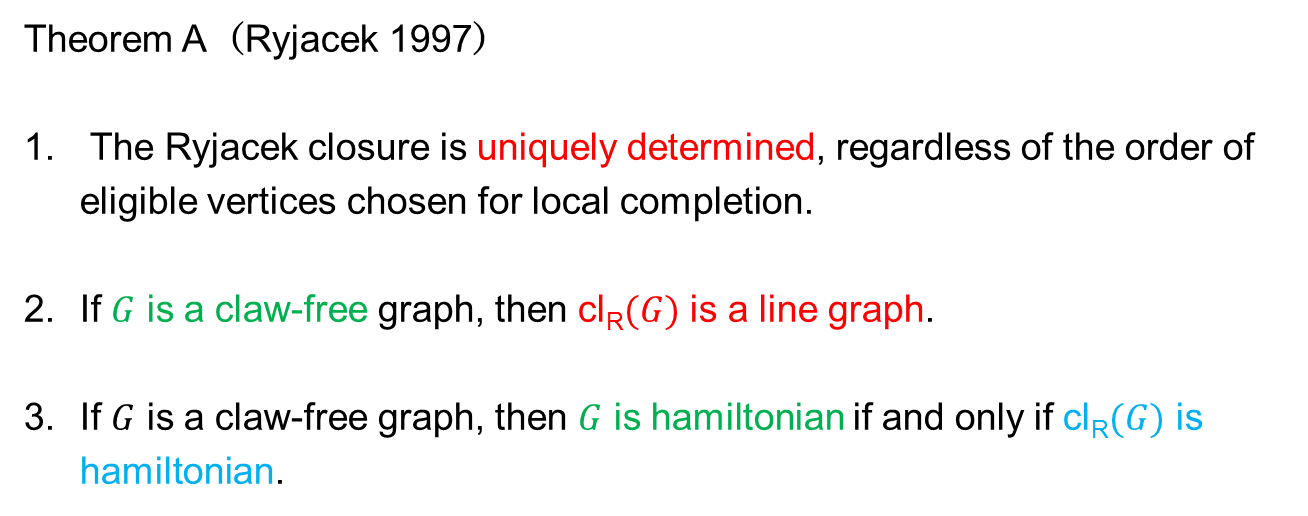 Theorem A（Ryjacek 1997）
1. The Ryjacek closure is uniquely determined, regardless of the order of
eligible vertices chosen for local completion.
2. If 𝐺 is a claw-free graph, then cl_R(𝐺) is a line graph.
3. If 𝐺 is a claw-free graph, then 𝐺 is hamiltonian if and only if cl_R(𝐺) is
hamiltonian.